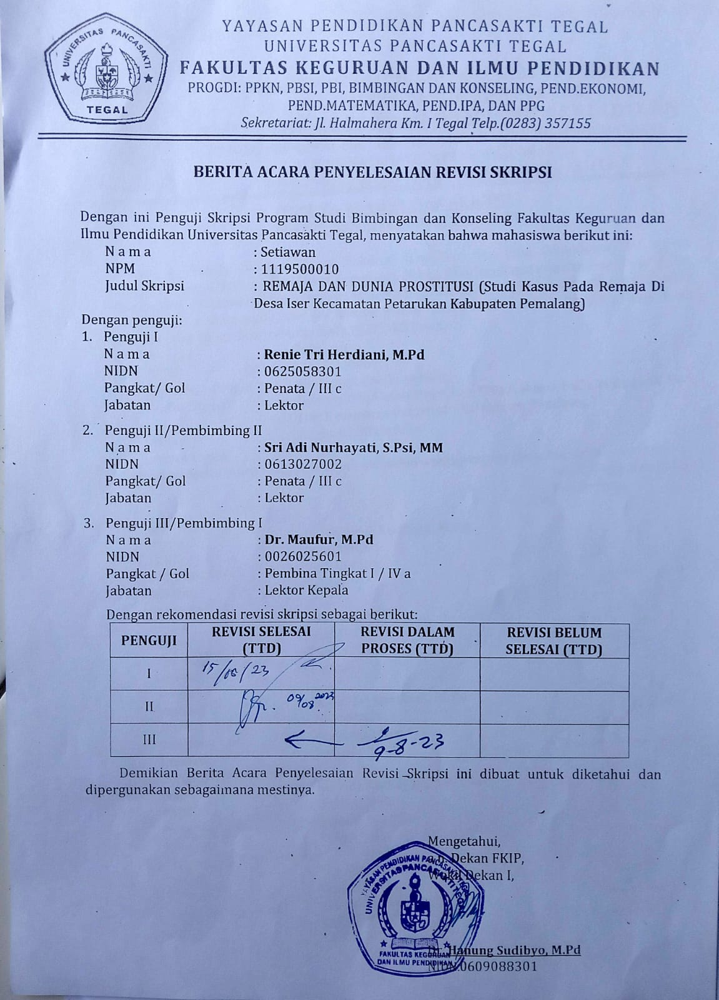 UNIVERSITAS PANCASAKTI
TEGAL
YAYASAN PENDIDIKAN PANCASAKTI TEGAL
UNIVERSITAS PANCASAKTI TEGAL
FAKULTAS KEGURUAN DAN ILMU PENDIDIKAN
PROGDI: PPKN, PBSI, PBI, BIMBINGAN DAN KONSELING, PEND.EKONOMI,
PEND.MATEMATIKA, PEND.IPA, DAN PPG
Sekretariat: Jl. Halmahera Km. I Tegal Telp.(0283) 357155
BERITA ACARA PENYELESAIAN REVISI SKRIPSI
Dengan ini Penguji Skripsi Program Studi Bimbingan dan Konseling Fakultas Keguruan dan
Ilmu Pendidikan Universitas Pancasakti Tegal, menyatakan bahwa mahasiswa berikut ini:
N a m a : Setiawan
NPM : 1119500010
Judul Skripsi : REMAJA DAN DUNIA PROSTITUSI (Studi Kasus Pada Remaja Di
Desa Iser Kecamatan Petarukan Kabupaten Pemalang)
Dengan penguji:
1. Penguji I
N a m a : Renie Tri Herdiani, M.Pd
NIDN : 0625058301
Pangkat/ Gol : Penata / III c
Jabatan : Lektor
2. Penguji II/Pembimbing II
N a m a : Sri Adi Nurhayati, S.Psi, MM
NIDN : 0613027002
Pangkat/ Gol : Penata / III c
Jabatan : Lektor
3. Penguji III/Pembimbing I
N a m a : Dr. Maufur, M.Pd
NIDN : 0026025601
Pangkat / Gol : Pembina Tingkat I / IV a
Jabatan : Lektor Kepala
Dengan rekomendasi revisi skripsi sebagai berikut:
PENGUJI REVISI SELESAI (TTD) REVISI DALAM PROSES (TTD) REVISI BELUM SELESAI (TTD)
I 15/08/23
II 09/08 2023
III 9-8-23
Demikian Berita Acara Penyelesaian Revisi Skripsi ini dibuat untuk diketahui dan
dipergunakan sebagaimana mestinya.
Mengetahui,
a.n. Dekan FKIP,
Wakil Dekan I,
YAYASAN PENDIDIKAN PANCASAKTI TEGAL
UNIVERSITAS PANCASAKTI TEGAL
FAKULTAS KEGURUAN
DAN ILMU PENDIDIKAN
Dr. Hanung Sudibyo, M.Pd
NIDN.0609088301